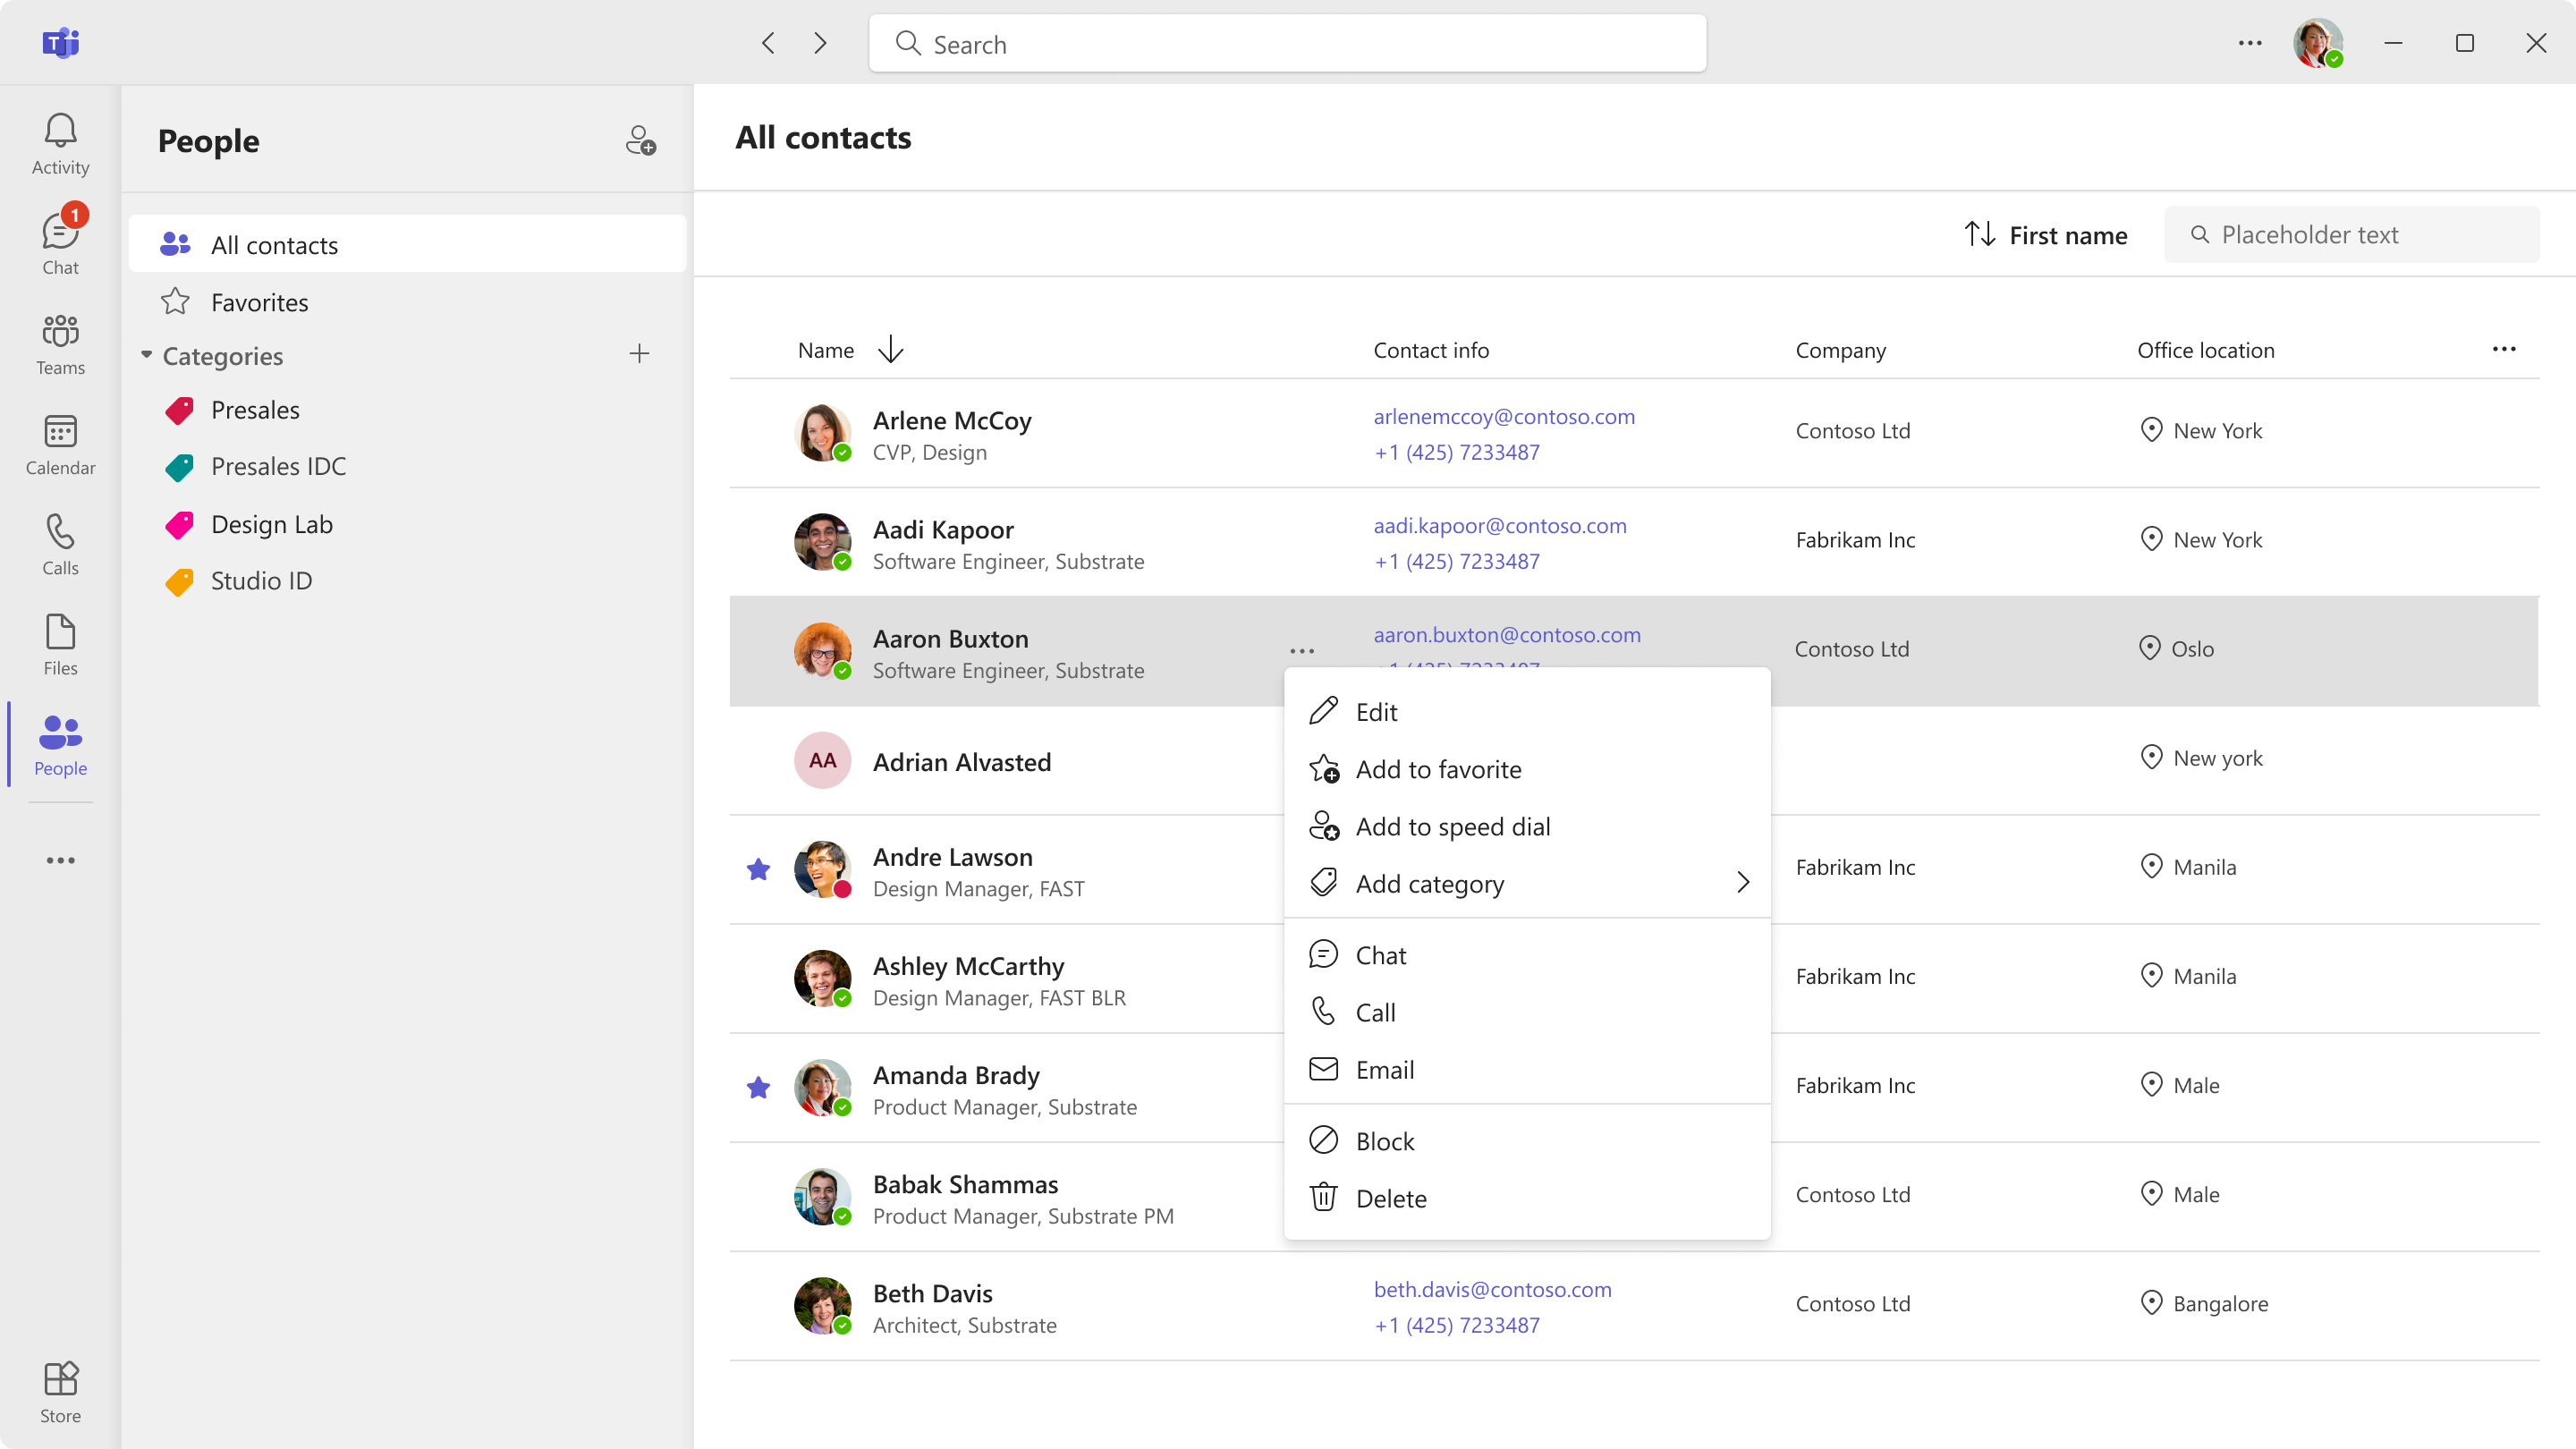 Search
Activity
1
Chat
Teams
Calendar
Calls
Files
People
Store
People
All contacts
Favorites
Categories
Presales
Presales IDC
Design Lab
Studio ID
All contacts
First name
Placeholder text
Name
Contact info
Company
Office location
Arlene McCoy
CVP, Design
arlenemccoy@contoso.com
+1 (425) 7233487
Contoso Ltd
New York
Aadi Kapoor
Software Engineer, Substrate
aadi.kapoor@contoso.com
+1 (425) 7233487
Fabrikam Inc
New York
Aaron Buxton
Software Engineer, Substrate
aaron.buxton@contoso.com
Contoso Ltd
Oslo
AA
Adrian Alvasted
New york
Andre Lawson
Design Manager, FAST
Fabrikam Inc
Manila
Ashley McCarthy
Design Manager, FAST BLR
Fabrikam Inc
Manila
Amanda Brady
Product Manager, Substrate
Fabrikam Inc
Male
Babak Shammas
Product Manager, Substrate PM
Contoso Ltd
Male
Beth Davis
Architect, Substrate
beth.davis@contoso.com
+1 (425) 7233487
Contoso Ltd
Bangalore
Edit
Add to favorite
Add to speed dial
Add category
Chat
Call
Email
Block
Delete